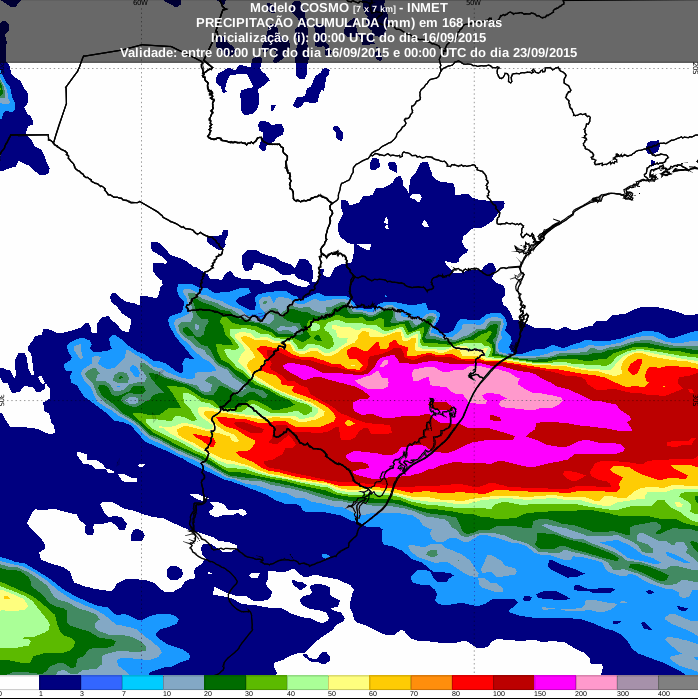 Modelo COSMO [7 x 7 km] - INMET
PRECIPITAÇÃO ACUMULADA (mm) em 168 horas
Inicialização (i): 00:00 UTC do dia 16/09/2015
Validade: entre 00:00 UTC do dia 16/09/2015 e 00:00 UTC do dia 23/09/2015
60W 50W
20S
30S
0 1 3 7 10 20 30 40 50 60 70 80 100 150 200 300 400